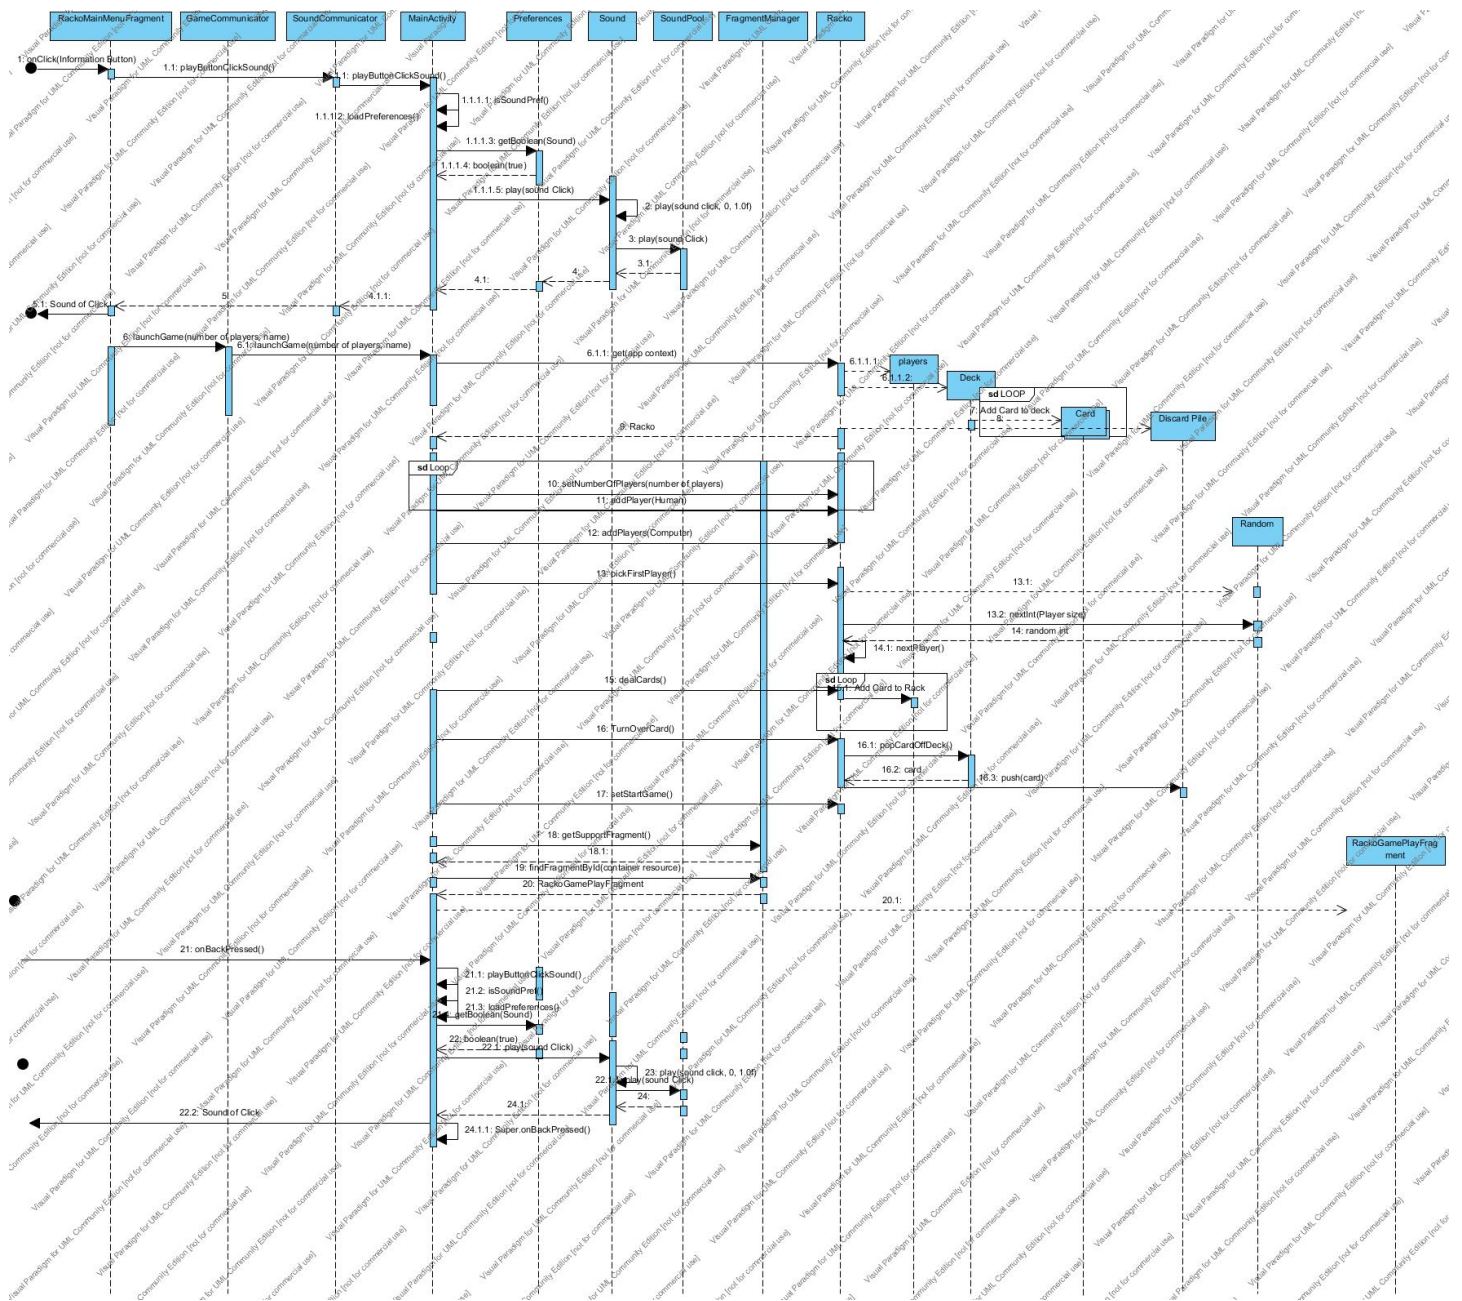 RackoMainMenuFragment
GameCommunicator
SoundCommunicator
MainActivity
Preferences
Sound
SoundPool
FragmentManager
Racko
1: onClick(Information Button)
1.1: playButtonClickSound()
1.1: playButtonClickSound()
1.1.1.1: isSoundPref()
1.1.1.2: loadPreferences()
1.1.1.3: getBoolean(Sound)
1.1.1.4: boolean(true)
1.1.1.5: play(sound Click)
2: play(sound click, 0, 1.0f)
3: play(sound Click)
3.1:
4:
4.1:
4.1.1:
5:
5.1: Sound of Click
6: launchGame(number of players, name)
6.1: launchGame(number of players, name)
6.1.1: get(app context)
6.1.1.1:
players
6.1.1.2:
Deck
sd LOOP
7: Add Card to deck
Card
8:
Discard Pile
9: Racko
sd Loop
10: setNumberOfPlayers(number of players)
11: addPlayer(Human)
12: addPlayers(Computer)
Random
13: pickFirstPlayer()
13.1:
13.2: nextInt(Player size)
14: random int
14.1: nextPlayer()
sd Loop
15: dealCards()
15.1: Add Card to Rack
16: TurnOverCard()
16.1: popCardOffDeck()
16.2: card
16.3: push(card)
17: setStartGame()
18: getSupportFragment()
18.1:
RackoGamePlayFrag
ment
19: findFragmentById(container resource)
20: RackoGamePlayFragment
20.1:
21: onBackPressed()
21.1: playButtonClickSound()
21.2: isSoundPref()
21.3: loadPreferences()
getBoolean(Sound)
22: boolean(true)
22.1: play(sound Click)
23: play(sound click, 0, 1.0f)
play(sound Click)
24:
24.1:
22.2: Sound of Click
24.1.1: Super.onBackPressed()
Visual Paradigm for UML Community Edition [not for commercial use]